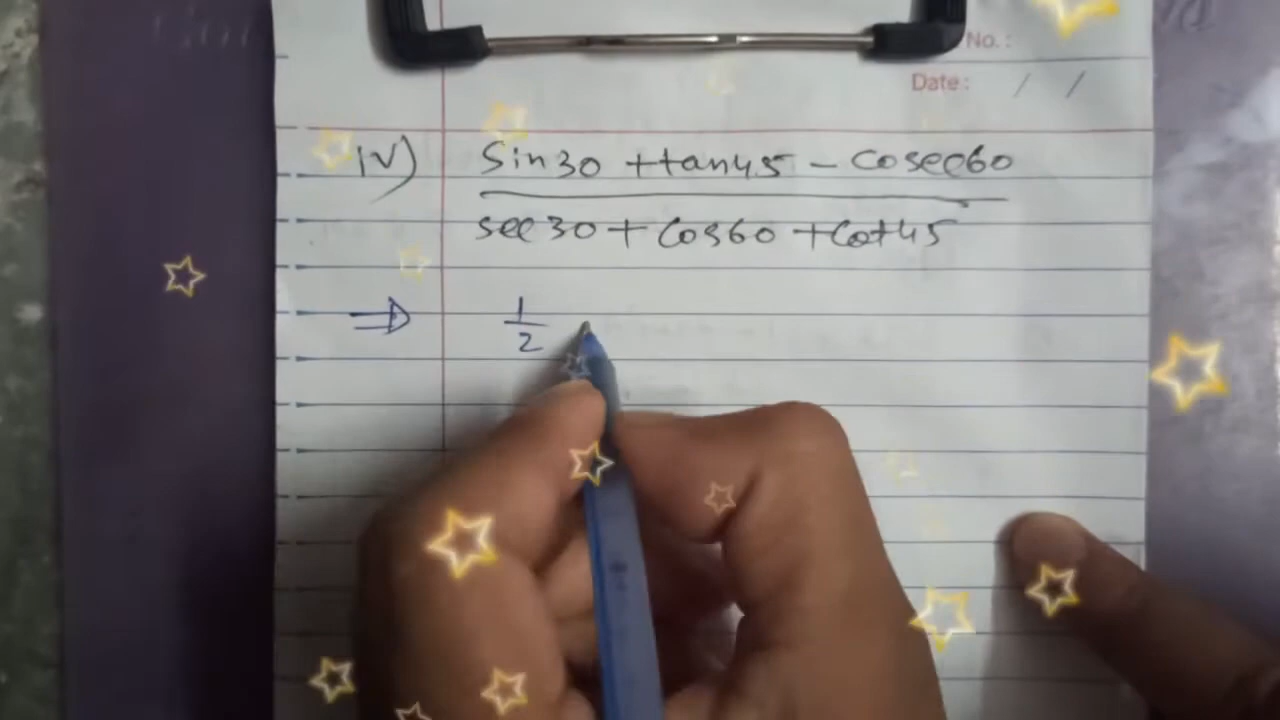 No.:
Date: / /
iv) Sin30 + tan45 - cosec60
sec30 + Cos60 + Cot45
⇒ 1
2